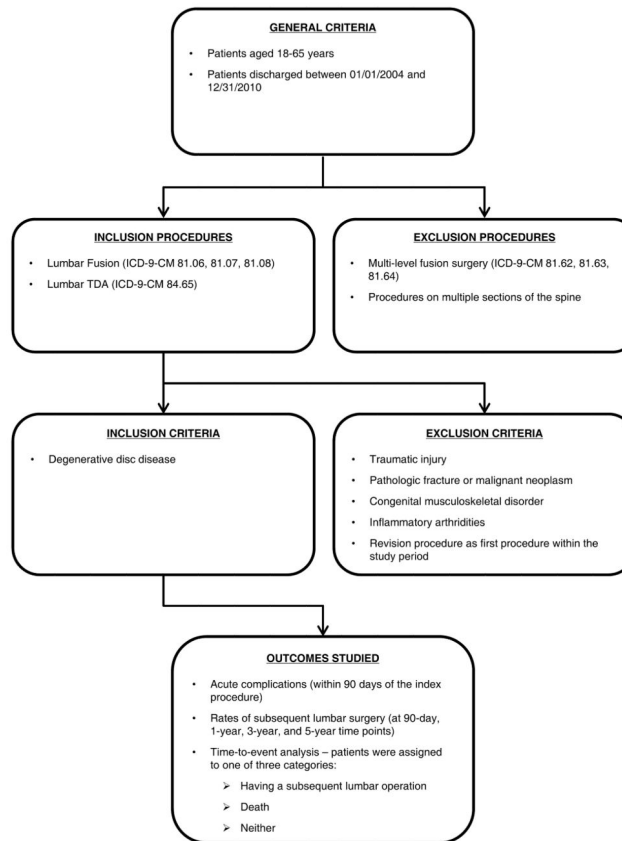 GENERAL CRITERIA
• Patients aged 18-65 years
• Patients discharged between 01/01/2004 and
12/31/2010
INCLUSION PROCEDURES
• Lumbar Fusion (ICD-9-CM 81.06, 81.07, 81.08)
• Lumbar TDA (ICD-9-CM 84.65)
EXCLUSION PROCEDURES
• Multi-level fusion surgery (ICD-9-CM 81.62, 81.63,
81.64)
• Procedures on multiple sections of the spine
INCLUSION CRITERIA
• Degenerative disc disease
EXCLUSION CRITERIA
• Traumatic injury
• Pathologic fracture or malignant neoplasm
• Congenital musculoskeletal disorder
• Inflammatory arthridities
• Revision procedure as first procedure within the
study period
OUTCOMES STUDIED
• Acute complications (within 90 days of the index
procedure)
• Rates of subsequent lumbar surgery (at 90-day,
1-year, 3-year, and 5-year time points)
• Time-to-event analysis – patients were assigned
to one of three categories:
➢ Having a subsequent lumbar operation
➢ Death
➢ Neither